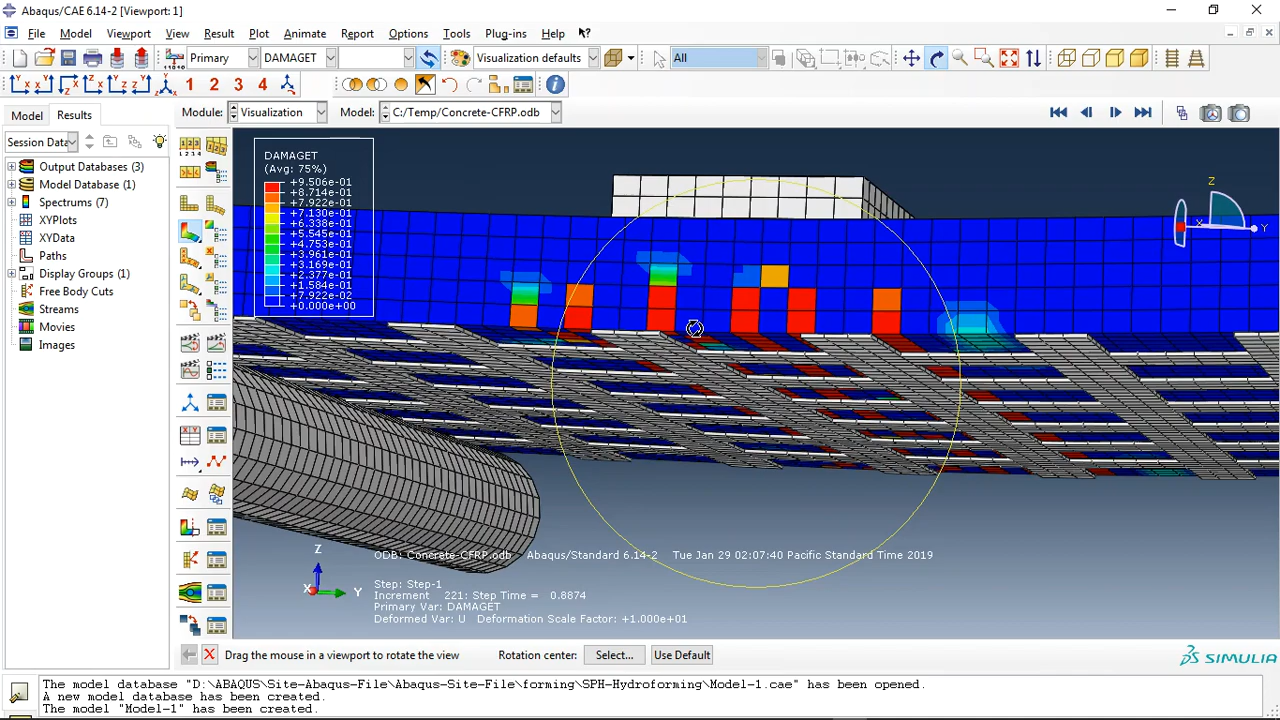 Abaqus/CAE 6.14-2 [Viewport: 1]
File Model Viewport View Result Plot Animate Report Options Tools Plug-ins Help
Primary DAMAGET Visualization defaults All
1 2 3 4
Module: Visualization Model: C:/Temp/Concrete-CFRP.odb
Model Results
Session Data
Output Databases (3)
Model Database (1)
Spectrums (7)
XYPlots
XYData
Paths
Display Groups (1)
Free Body Cuts
Streams
Movies
Images
DAMAGET
(Avg: 75%)
+9.506e-01
+8.714e-01
+7.922e-01
+7.130e-01
+6.338e-01
+5.545e-01
+4.753e-01
+3.961e-01
+3.169e-01
+2.377e-01
+1.584e-01
+7.922e-02
+0.000e+00
Z
X
Y
ODB: Concrete-CFRP.odb Abaqus/Standard 6.14-2 Tue Jan 29 02:07:40 Pacific Standard Time 2019
Z
X
Y
Step: Step-1
Increment 221: Step Time = 0.8874
Primary Var: DAMAGET
Deformed Var: U Deformation Scale Factor: +1.000e+01
Drag the mouse in a viewport to rotate the view Rotation center: Select... Use Default
SIMULIA
The model database "D:\ABAQUS\Site-Abaqus-File\Abaqus-Site-File\forming\SPH-Hydroforming\Model-1.cae" has been opened.
A new model database has been created.
The model "Model-1" has been created.